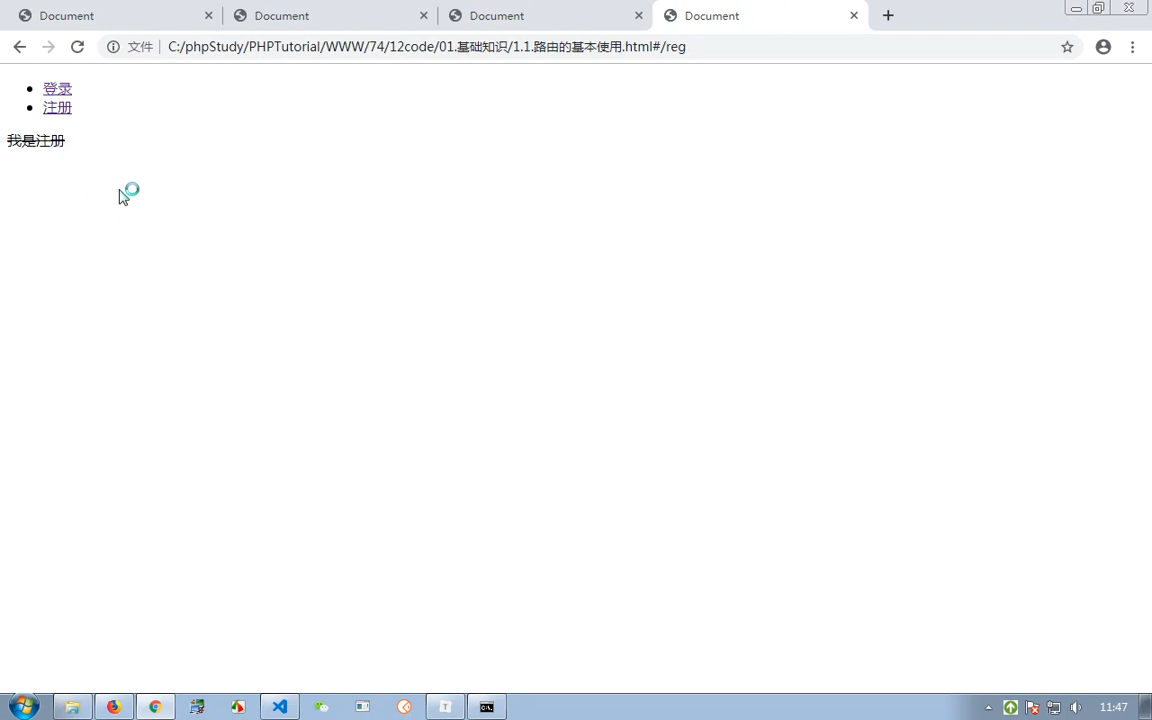 Document
Document
Document
Document
文件 C:/phpStudy/PHPTutorial/WWW/74/12code/01.基础知识/1.1.路由的基本使用.html#/reg
登录
注册
我是注册
11:47